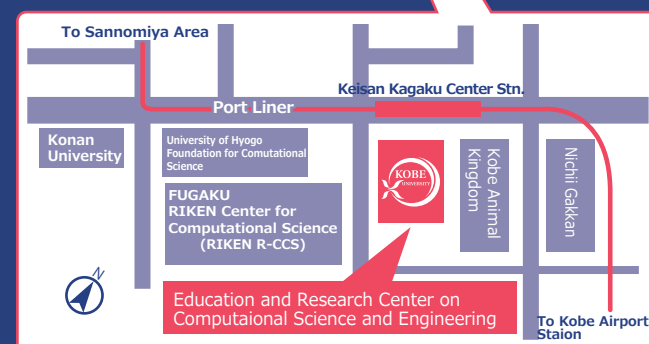 To Sannomiya Area
Keisan Kagaku Center Stn.
Port Liner
Konan
University
University of Hyogo
Foundation for Comutational
Science
FUGAKU
RIKEN Center for
Computational Science
(RIKEN R-CCS)
KOBE
UNIVERSITY
Kobe Animal
Kingdom
Nichii Gakkan
N
Education and Research Center on
Computaional Science and Engineering
To Kobe Airport
Staion